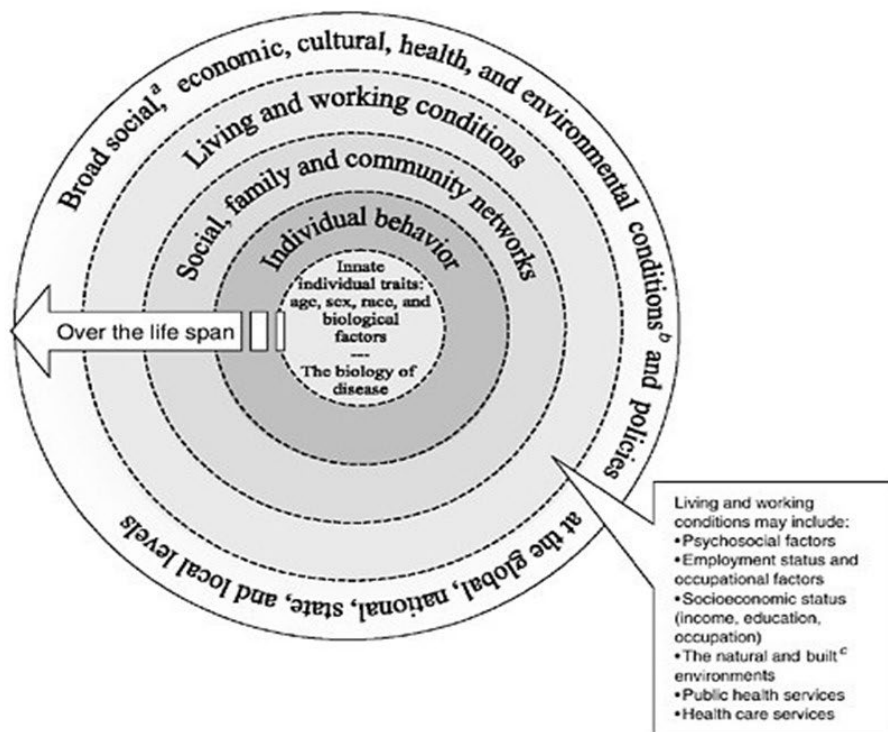 Broad social,ᵃ economic, cultural, health, and environmental conditionsᵇ and policies
at the global, national, state, and local levels
Living and working conditions
Social, family and community networks
Individual behavior
Innate
individual traits:
age, sex, race, and
biological
factors
---
The biology of
disease
Over the life span
Living and working
conditions may include:
•Psychosocial factors
•Employment status and
occupational factors
•Socioeconomic status
(income, education,
occupation)
•The natural and builtᶜ
environments
•Public health services
•Health care services